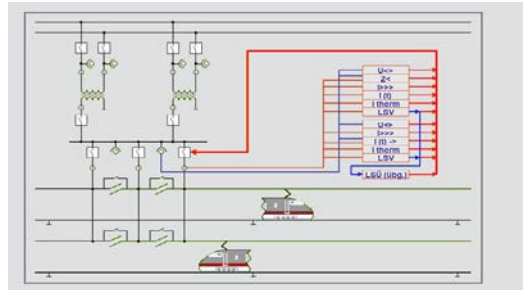 U<>
Z<
I>>>
I (t)
I therm
LSV
U<>
I>>>
I (t) ->
I therm
LSV
LSÜ (übg.)